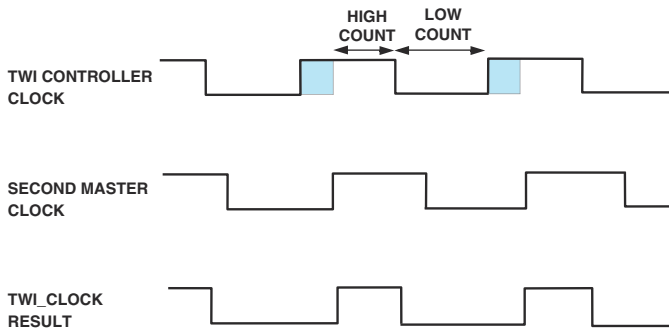 HIGH
COUNT
LOW
COUNT
TWI CONTROLLER
CLOCK
SECOND MASTER
CLOCK
TWI_CLOCK
RESULT